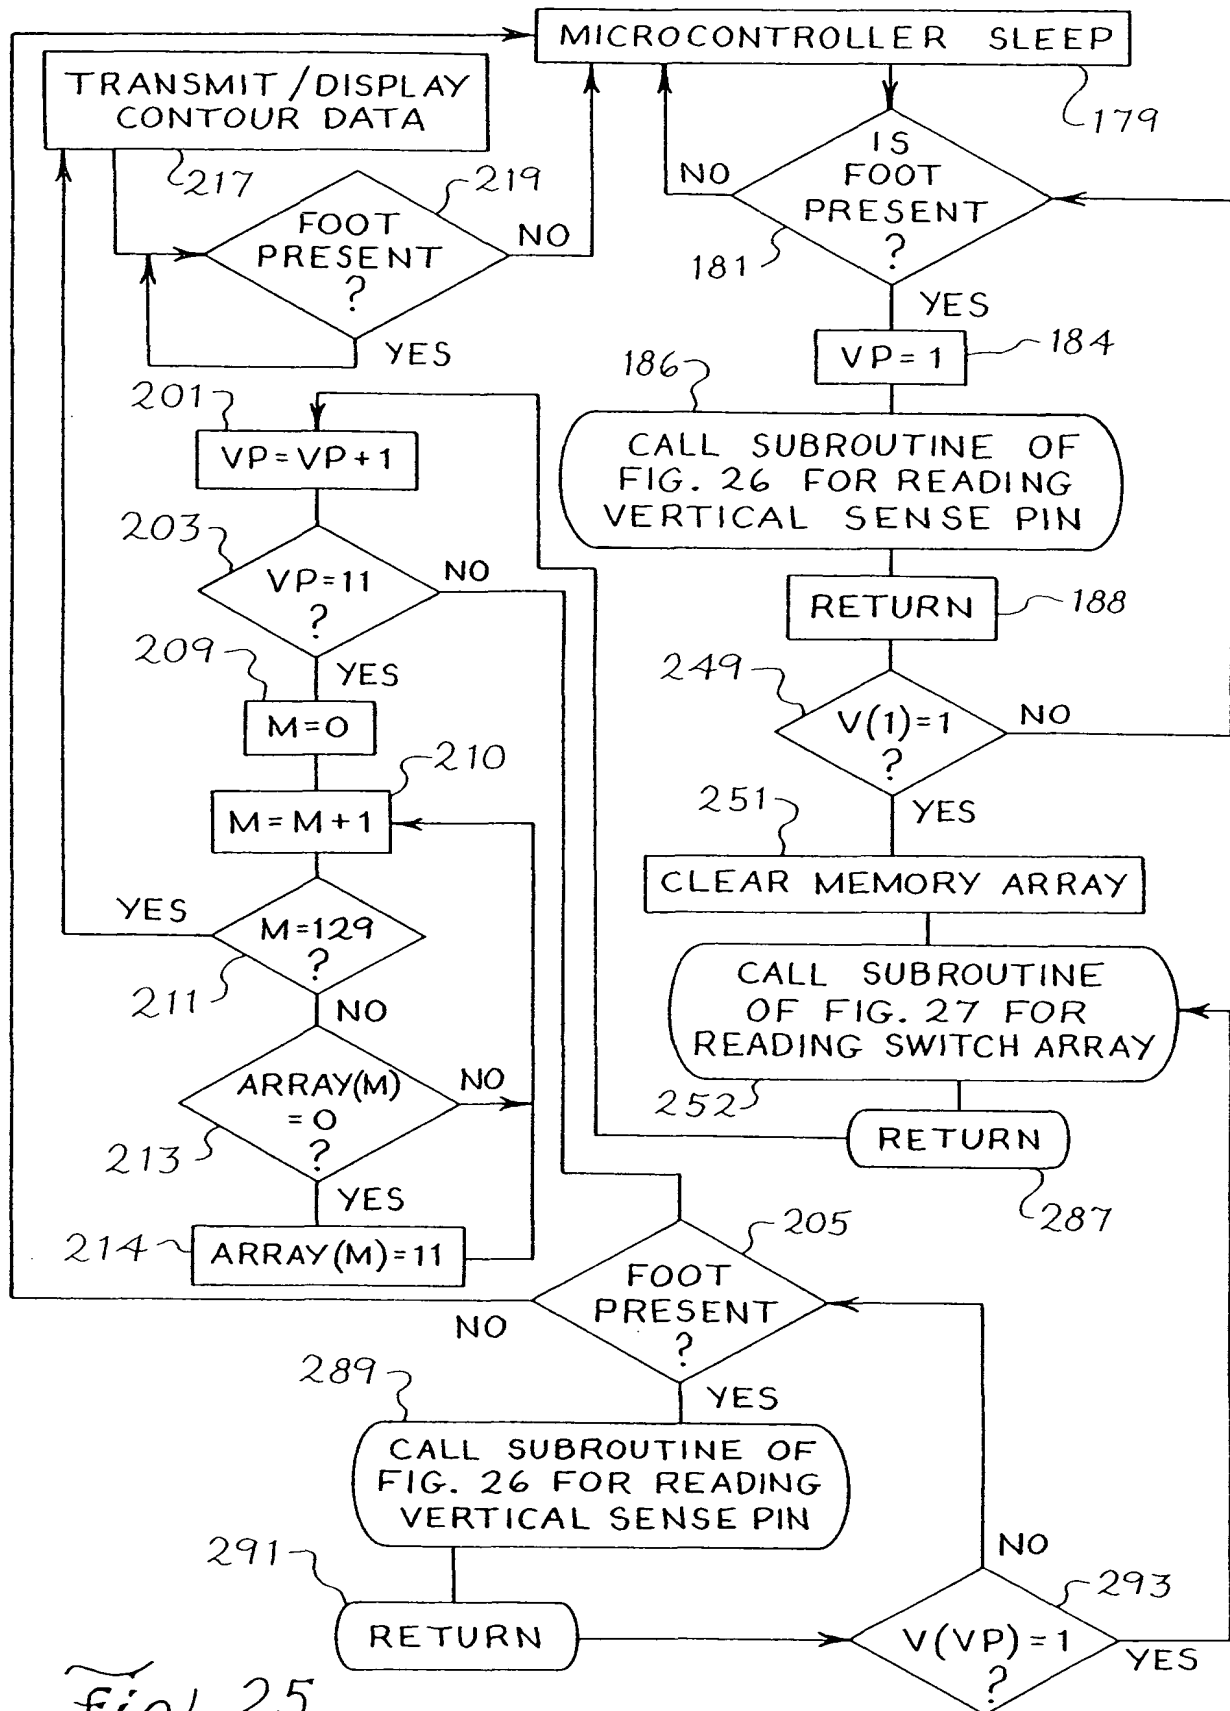 MICROCONTROLLER SLEEP
179
TRANSMIT / DISPLAY
CONTOUR DATA
217
219
FOOT
PRESENT
?
NO
YES
NO
IS
FOOT
PRESENT
?
181
YES
VP = 1
184
186
CALL SUBROUTINE OF
FIG. 26 FOR READING
VERTICAL SENSE PIN
RETURN
188
249
V(1)=1
?
NO
YES
251
CLEAR MEMORY ARRAY
CALL SUBROUTINE
OF FIG. 27 FOR
READING SWITCH ARRAY
252
RETURN
287
201
VP=VP+1
203
VP=11
?
NO
YES
209
M=0
210
M=M+1
YES
M=129
?
211
NO
ARRAY(M)
=0
?
NO
213
YES
214
ARRAY(M)=11
205
FOOT
PRESENT
?
NO
YES
289
CALL SUBROUTINE OF
FIG. 26 FOR READING
VERTICAL SENSE PIN
291
RETURN
NO
293
V(VP)=1
?
YES
Fig. 25